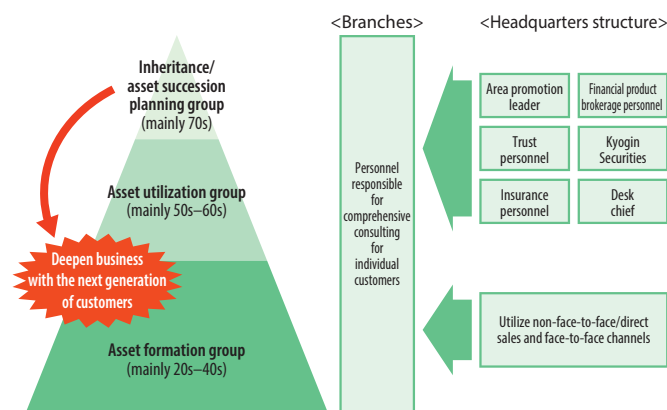 <Branches>
<Headquarters structure>
Inheritance/
asset succession
planning group
(mainly 70s)
Asset utilization group
(mainly 50s–60s)
Deepen business
with the next generation
of customers
Asset formation group
(mainly 20s–40s)
Personnel
responsible
for
comprehensive
consulting
for
individual
customers
Area promotion
leader
Financial product
brokerage personnel
Trust
personnel
Kyogin
Securities
Insurance
personnel
Desk
chief
Utilize non-face-to-face/direct
sales and face-to-face channels